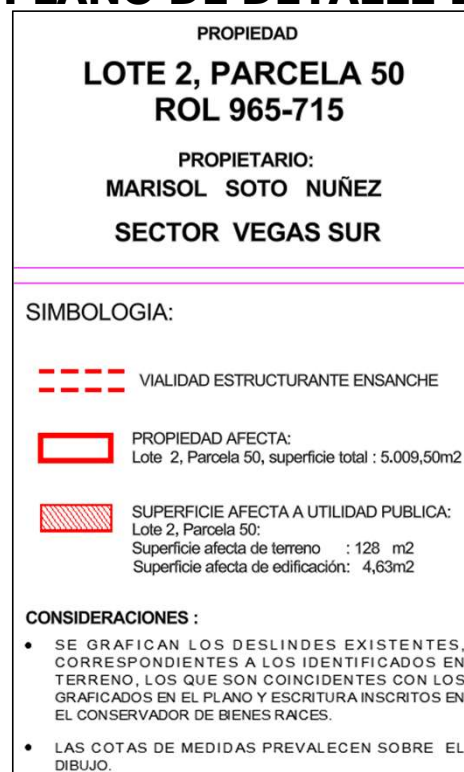 PLANO DE DETALLE
PROPIEDAD
LOTE 2, PARCELA 50
ROL 965-715
PROPIETARIO:
MARISOL SOTO NUÑEZ
SECTOR VEGAS SUR
SIMBOLOGIA:
VIALIDAD ESTRUCTURANTE ENSANCHE
PROPIEDAD AFECTA:
Lote 2, Parcela 50, superficie total : 5.009,50m2
SUPERFICIE AFECTA A UTILIDAD PUBLICA:
Lote 2, Parcela 50:
Superficie afecta de terreno : 128 m2
Superficie afecta de edificación: 4,63m2
CONSIDERACIONES :
• SE GRAFICAN LOS DESLINDES EXISTENTES,
CORRESPONDIENTES A LOS IDENTIFICADOS EN
TERRENO, LOS QUE SON COINCIDENTES CON LOS
GRAFICADOS EN EL PLANO Y ESCRITURA INSCRITOS EN
EL CONSERVADOR DE BIENES RAICES.
• LAS COTAS DE MEDIDAS PREVALECEN SOBRE EL
DIBUJO.